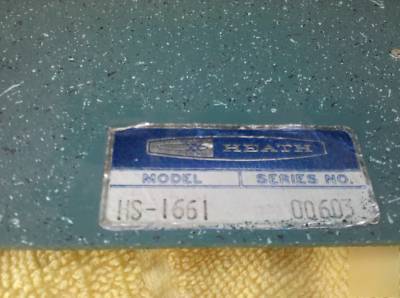 HEATH
MODEL SERIES NO.
HS-1661 00603